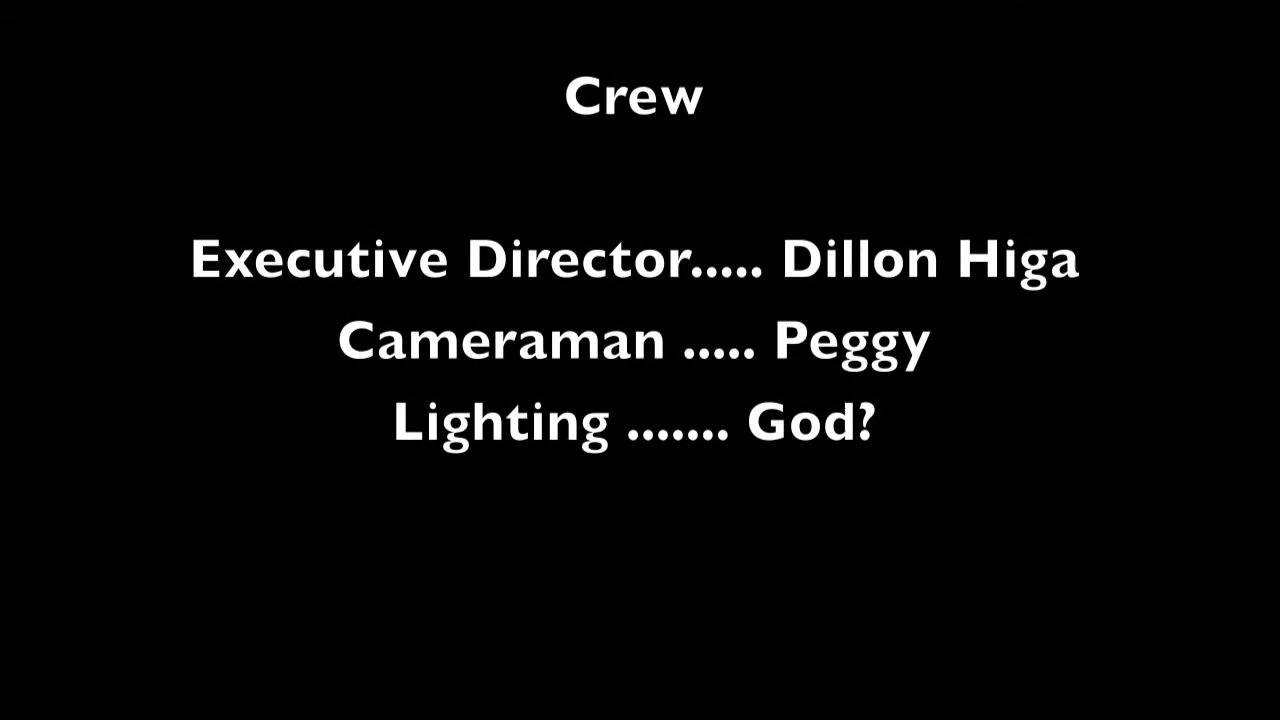 Crew
Executive Director..... Dillon Higa
Cameraman ..... Peggy
Lighting ....... God?